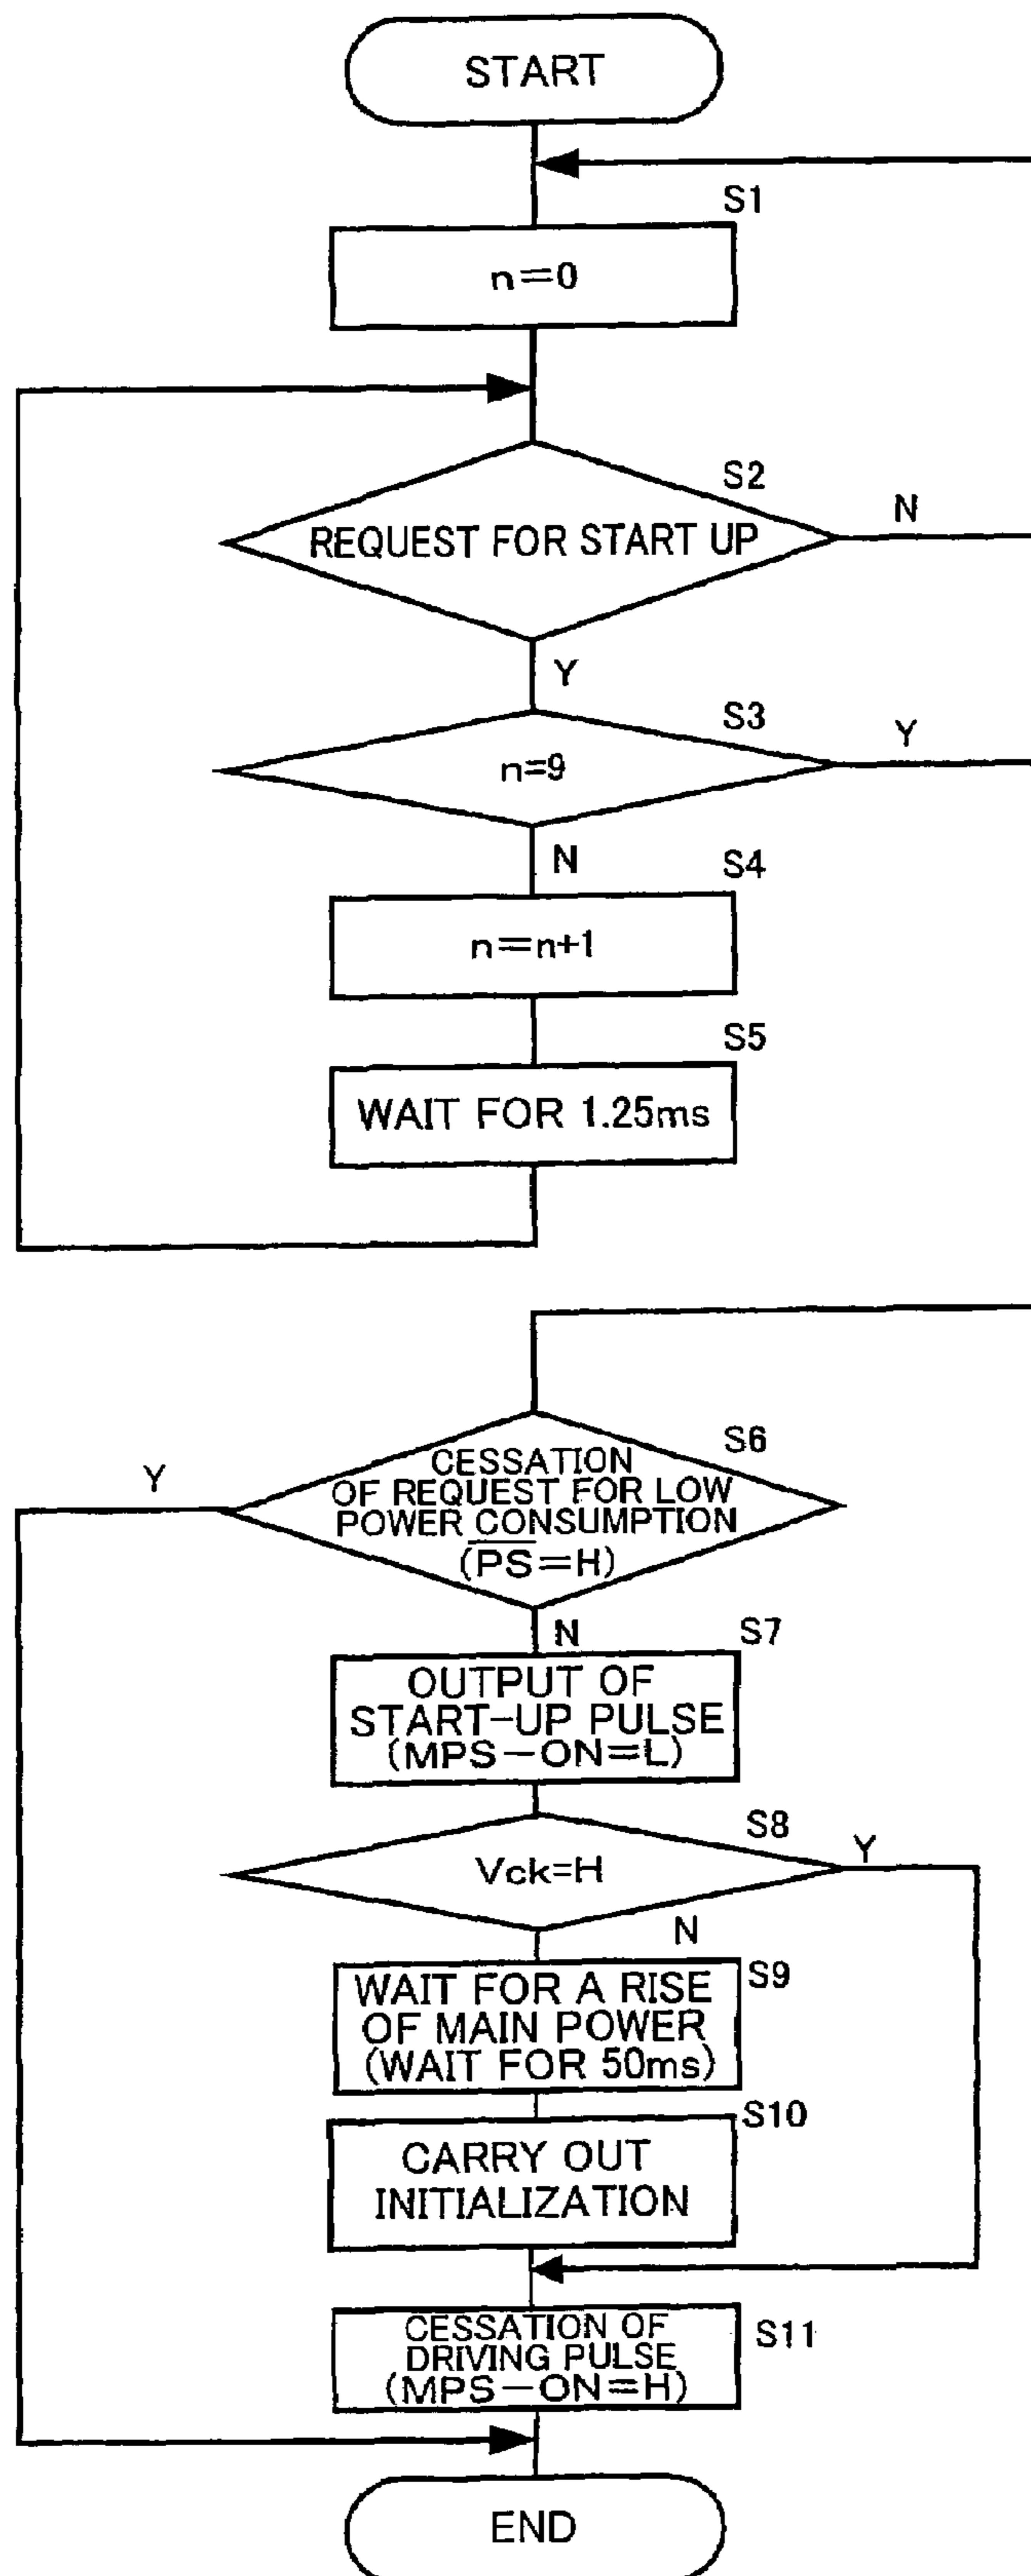 START
S1
n=0
S2
REQUEST FOR START UP
N
Y
S3
n=9
Y
N
S4
n=n+1
S5
WAIT FOR 1.25ms
S6
CESSATION
OF REQUEST FOR LOW
POWER CONSUMPTION
(P̅S̅=H)
Y
N
S7
OUTPUT OF
START-UP PULSE
(MPS-ON=L)
S8
Vck=H
Y
N
S9
WAIT FOR A RISE
OF MAIN POWER
(WAIT FOR 50ms)
S10
CARRY OUT
INITIALIZATION
S11
CESSATION OF
DRIVING PULSE
(MPS-ON=H)
END